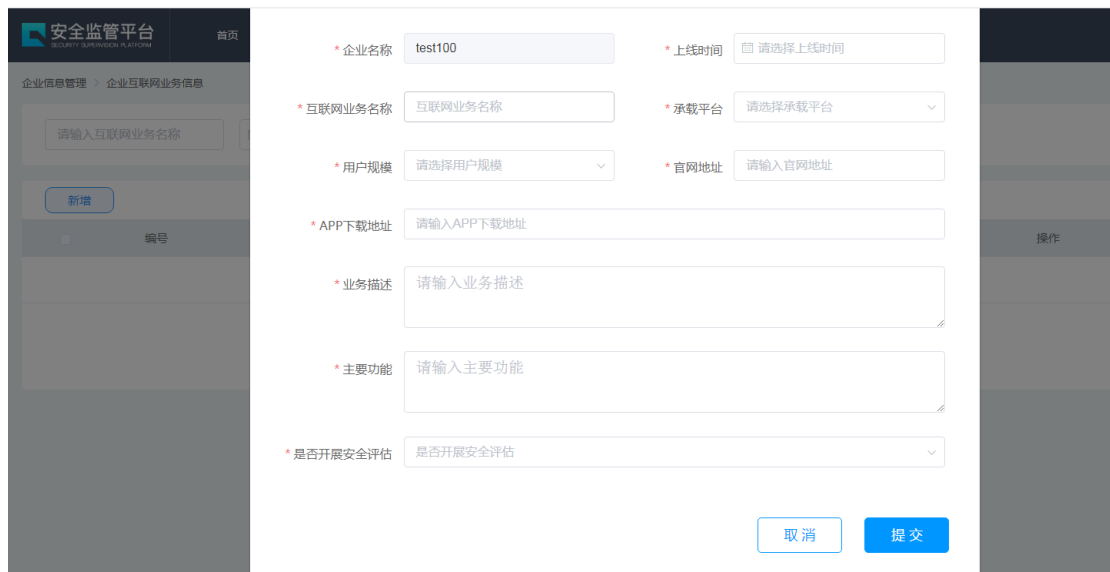 安全监管平台
SECURITY SUPERVISION PLATFORM
首页
企业信息管理 > 企业互联网业务信息
请输入互联网业务名称
新增
编号
操作
* 企业名称 test100 * 上线时间 请选择上线时间
* 互联网业务名称 互联网业务名称 * 承载平台 请选择承载平台
* 用户规模 请选择用户规模 * 官网地址 请输入官网地址
* APP下载地址 请输入APP下载地址
* 业务描述 请输入业务描述
* 主要功能 请输入主要功能
* 是否开展安全评估 是否开展安全评估
取消 提交